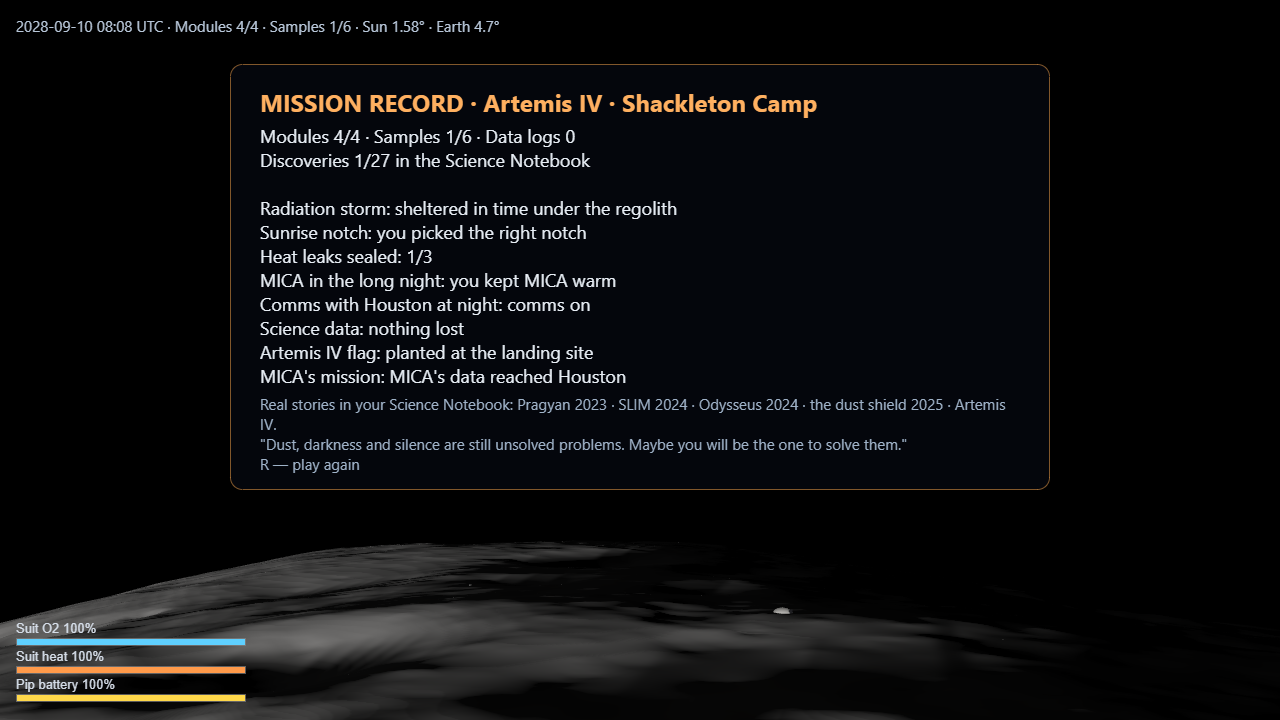 2028-09-10 08:08 UTC · Modules 4/4 · Samples 1/6 · Sun 1.58° · Earth 4.7°
MISSION RECORD · Artemis IV · Shackleton Camp
Modules 4/4 · Samples 1/6 · Data logs 0
Discoveries 1/27 in the Science Notebook
Radiation storm: sheltered in time under the regolith
Sunrise notch: you picked the right notch
Heat leaks sealed: 1/3
MICA in the long night: you kept MICA warm
Comms with Houston at night: comms on
Science data: nothing lost
Artemis IV flag: planted at the landing site
MICA's mission: MICA's data reached Houston
Real stories in your Science Notebook: Pragyan 2023 · SLIM 2024 · Odysseus 2024 · the dust shield 2025 · Artemis
IV.
"Dust, darkness and silence are still unsolved problems. Maybe you will be the one to solve them."
R — play again
Suit O2 100%
Suit heat 100%
Pip battery 100%